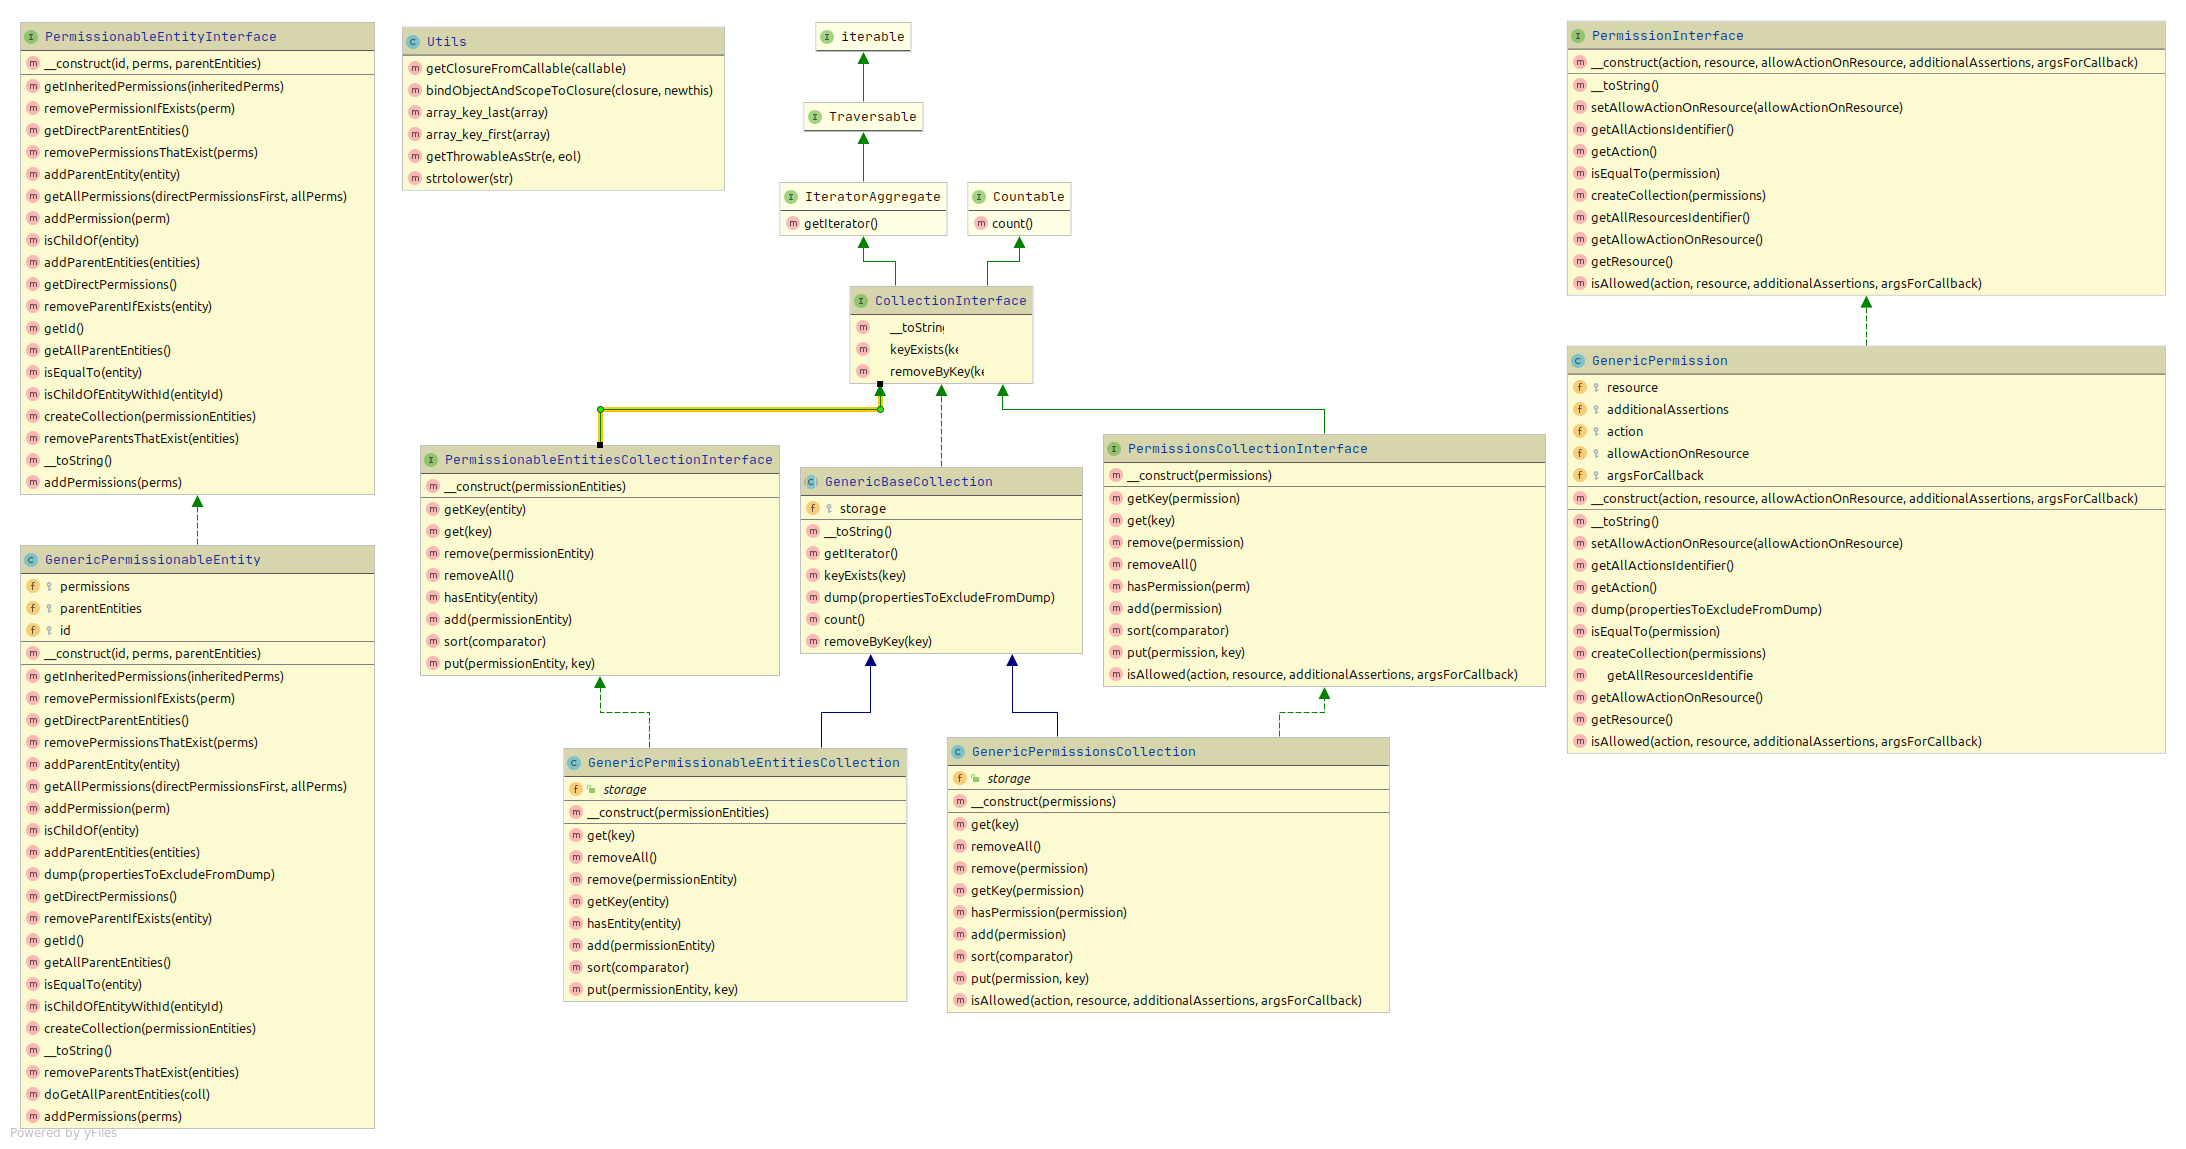 PermissionableEntityInterface
__construct(id, perms, parentEntities)
getInheritedPermissions(inheritedPerms)
removePermissionIfExists(perm)
getDirectParentEntities()
removePermissionsThatExist(perms)
addParentEntity(entity)
getAllPermissions(directPermissionsFirst, allPerms)
addPermission(perm)
isChildOf(entity)
addParentEntities(entities)
getDirectPermissions()
removeParentIfExists(entity)
getId()
getAllParentEntities()
isEqualTo(entity)
isChildOfEntityWithId(entityId)
createCollection(permissionEntities)
removeParentsThatExist(entities)
__toString()
addPermissions(perms)
GenericPermissionableEntity
permissions
parentEntities
id
__construct(id, perms, parentEntities)
getInheritedPermissions(inheritedPerms)
removePermissionIfExists(perm)
getDirectParentEntities()
removePermissionsThatExist(perms)
addParentEntity(entity)
getAllPermissions(directPermissionsFirst, allPerms)
addPermission(perm)
isChildOf(entity)
addParentEntities(entities)
dump(propertiesToExcludeFromDump)
getDirectPermissions()
removeParentIfExists(entity)
getId()
getAllParentEntities()
isEqualTo(entity)
isChildOfEntityWithId(entityId)
createCollection(permissionEntities)
__toString()
removeParentsThatExist(entities)
doGetAllParentEntities(coll)
addPermissions(perms)
Powered by yFiles
Utils
getClosureFromCallable(callable)
bindObjectAndScopeToClosure(closure, newthis)
array_key_last(array)
array_key_first(array)
getThrowableAsStr(e, eol)
strtolower(str)
iterable
Traversable
IteratorAggregate
getIterator()
Countable
count()
CollectionInterface
__toString
keyExists(ke
removeByKey(ke
PermissionableEntitiesCollectionInterface
__construct(permissionEntities)
getKey(entity)
get(key)
remove(permissionEntity)
removeAll()
hasEntity(entity)
add(permissionEntity)
sort(comparator)
put(permissionEntity, key)
GenericBaseCollection
storage
__toString()
getIterator()
keyExists(key)
dump(propertiesToExcludeFromDump)
count()
removeByKey(key)
PermissionsCollectionInterface
__construct(permissions)
getKey(permission)
get(key)
remove(permission)
removeAll()
hasPermission(perm)
add(permission)
sort(comparator)
put(permission, key)
isAllowed(action, resource, additionalAssertions, argsForCallback)
GenericPermissionableEntitiesCollection
storage
__construct(permissionEntities)
get(key)
removeAll()
remove(permissionEntity)
getKey(entity)
hasEntity(entity)
add(permissionEntity)
sort(comparator)
put(permissionEntity, key)
GenericPermissionsCollection
storage
__construct(permissions)
get(key)
removeAll()
remove(permission)
getKey(permission)
hasPermission(permission)
add(permission)
sort(comparator)
put(permission, key)
isAllowed(action, resource, additionalAssertions, argsForCallback)
PermissionInterface
__construct(action, resource, allowActionOnResource, additionalAssertions, argsForCallback)
__toString()
setAllowActionOnResource(allowActionOnResource)
getAllActionsIdentifier()
getAction()
isEqualTo(permission)
createCollection(permissions)
getAllResourcesIdentifier()
getAllowActionOnResource()
getResource()
isAllowed(action, resource, additionalAssertions, argsForCallback)
GenericPermission
resource
additionalAssertions
action
allowActionOnResource
argsForCallback
__construct(action, resource, allowActionOnResource, additionalAssertions, argsForCallback)
__toString()
setAllowActionOnResource(allowActionOnResource)
getAllActionsIdentifier()
getAction()
dump(propertiesToExcludeFromDump)
isEqualTo(permission)
createCollection(permissions)
getAllResourcesIdentifie
getAllowActionOnResource()
getResource()
isAllowed(action, resource, additionalAssertions, argsForCallback)